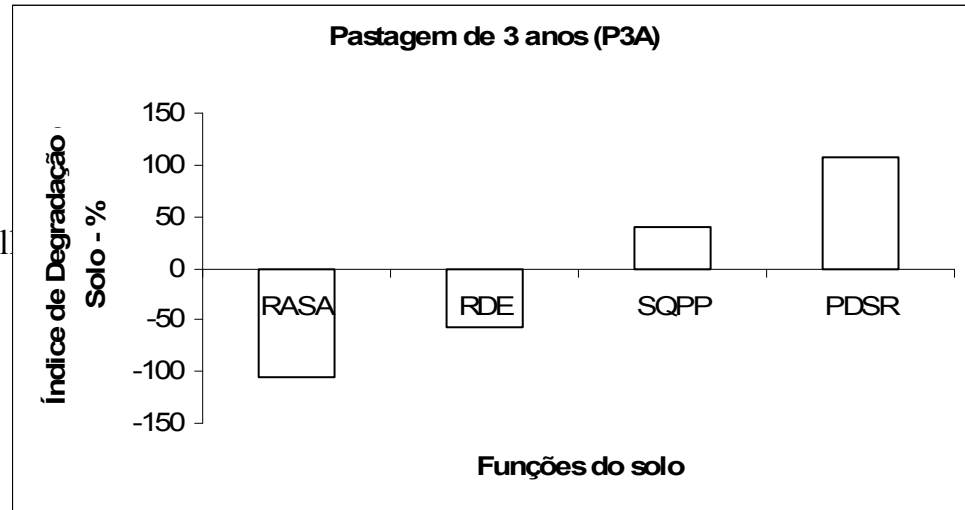 Pastagem de 3 anos (P3A)
Índice de Degradação
Solo - %
150
100
50
0
-50
-100
-150
RASA RDE SQPP PDSR
Funções do solo